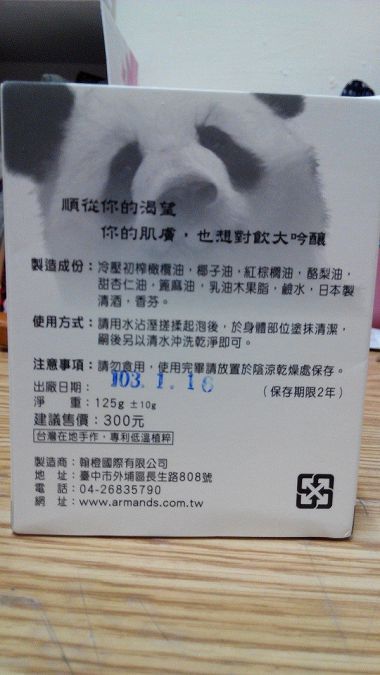 順從你的渴望
你的肌膚，也想對飲大吟釀
製造成份：冷壓初榨橄欖油，椰子油，紅棕櫚油，酪梨油，
甜杏仁油，蓖麻油，乳油木果脂，鹼水，日本製
清酒，香芬。
使用方式：請用水沾溼搓揉起泡後，於身體部位塗抹清潔，
嗣後另以清水沖洗乾淨即可。
注意事項：請勿食用，使用完畢請放置於陰涼乾燥處保存。
出廠日期： 103.1.16 （保存期限2年）
淨　重：125g ±10g
建議售價：300元
台灣在地手作，專利低溫植粹
製造商：翰橙國際有限公司
地　址：臺中市外埔區長生路808號
電　話：04-26835790
網　址：www.armands.com.tw